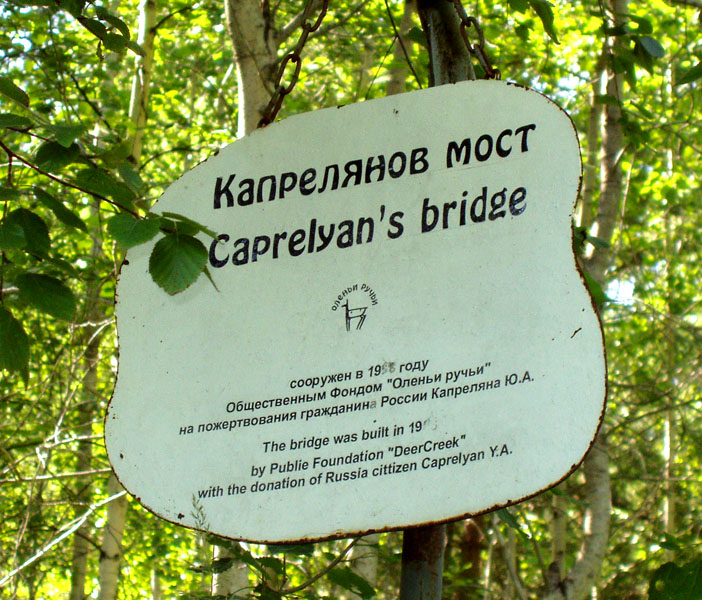 Капрелянов мост
Caprelyan's bridge
оленьи ручьи
сооружен в году
Общественным Фондом "Оленьи ручьи"
на пожертвования гражданина России Капреляна Ю.А.
The bridge was built in
by Publie Foundation "DeerCreek"
with the donation of Russia cittizen Caprelyan Y.A.